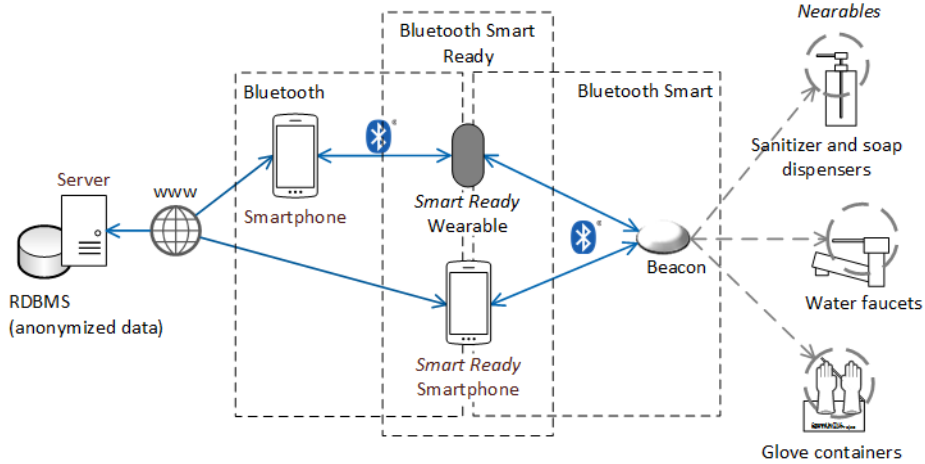 Nearables
Bluetooth Smart
Ready
Bluetooth
Bluetooth Smart
Sanitizer and soap
dispensers
Server
www
Smartphone
Smart Ready
Wearable
Beacon
RDBMS
(anonymized data)
Water faucets
Smart Ready
Smartphone
Glove containers